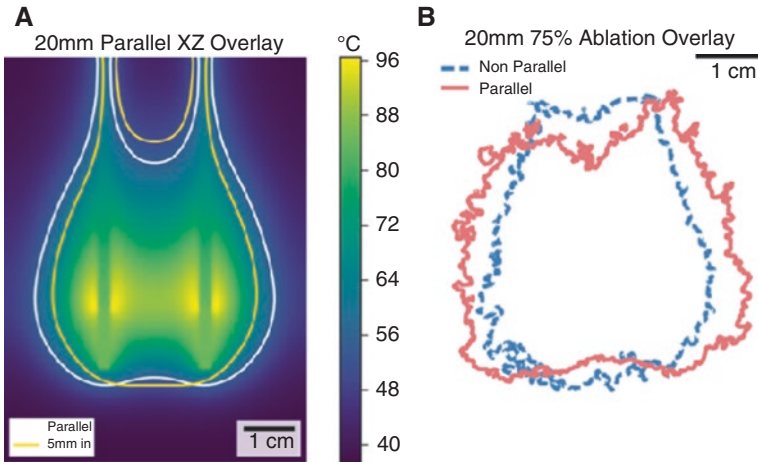 A
20mm Parallel XZ Overlay
°C
96
88
80
72
64
56
48
40
Parallel
5mm in
1 cm
B
20mm 75% Ablation Overlay
1 cm
Non Parallel
Parallel